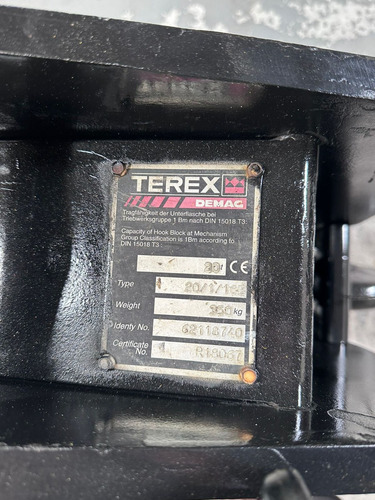 TEREX
DEMAG
Tragfähigkeit der Unterflasche bei
Triebwerksgruppe 1 Bm nach DIN 15018 T3:
Capacity of Hook Block at Mechanism
Group Classification is 1Bm according to
DIN 15018 T3:
t CE
Type
Weight kg
Identy No. 62118740
Certificate
No. R18087